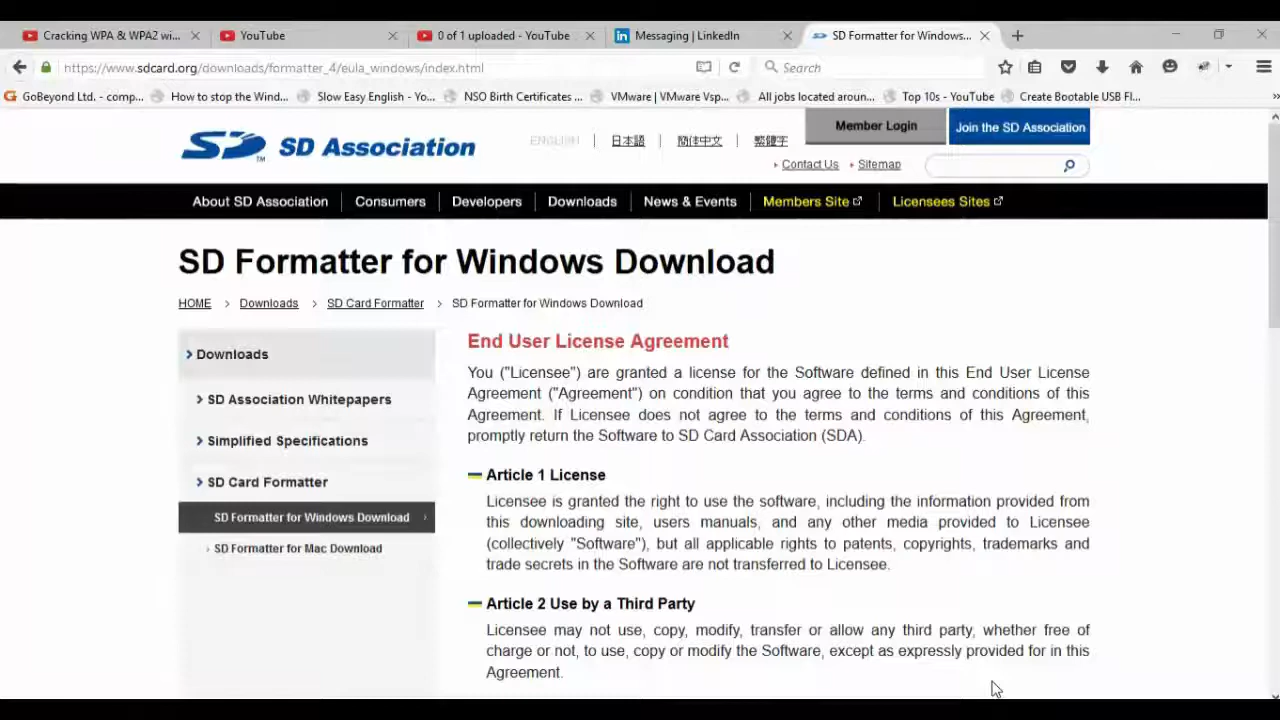 Cracking WPA & WPA2 wi...
YouTube
0 of 1 uploaded - YouTube
Messaging | LinkedIn
SD Formatter for Windows...
https://www.sdcard.org/downloads/formatter_4/eula_windows/index.html
Search
GoBeyond Ltd. - comp...
How to stop the Wind...
Slow Easy English - Yo...
NSO Birth Certificates ...
VMware | VMware Vsp...
All jobs located aroun...
Top 10s - YouTube
Create Bootable USB Fl...
SD Association
ENGLISH
日本語
简体中文
繁體字
Member Login
Join the SD Association
Contact Us
Sitemap
About SD Association
Consumers
Developers
Downloads
News & Events
Members Site
Licensees Sites
SD Formatter for Windows Download
HOME > Downloads > SD Card Formatter > SD Formatter for Windows Download
Downloads
SD Association Whitepapers
Simplified Specifications
SD Card Formatter
SD Formatter for Windows Download
SD Formatter for Mac Download
End User License Agreement
You ("Licensee") are granted a license for the Software defined in this End User License
Agreement ("Agreement") on condition that you agree to the terms and conditions of this
Agreement. If Licensee does not agree to the terms and conditions of this Agreement,
promptly return the Software to SD Card Association (SDA).
Article 1 License
Licensee is granted the right to use the software, including the information provided from
this downloading site, users manuals, and any other media provided to Licensee
(collectively "Software"), but all applicable rights to patents, copyrights, trademarks and
trade secrets in the Software are not transferred to Licensee.
Article 2 Use by a Third Party
Licensee may not use, copy, modify, transfer or allow any third party, whether free of
charge or not, to use, copy or modify the Software, except as expressly provided for in this
Agreement.